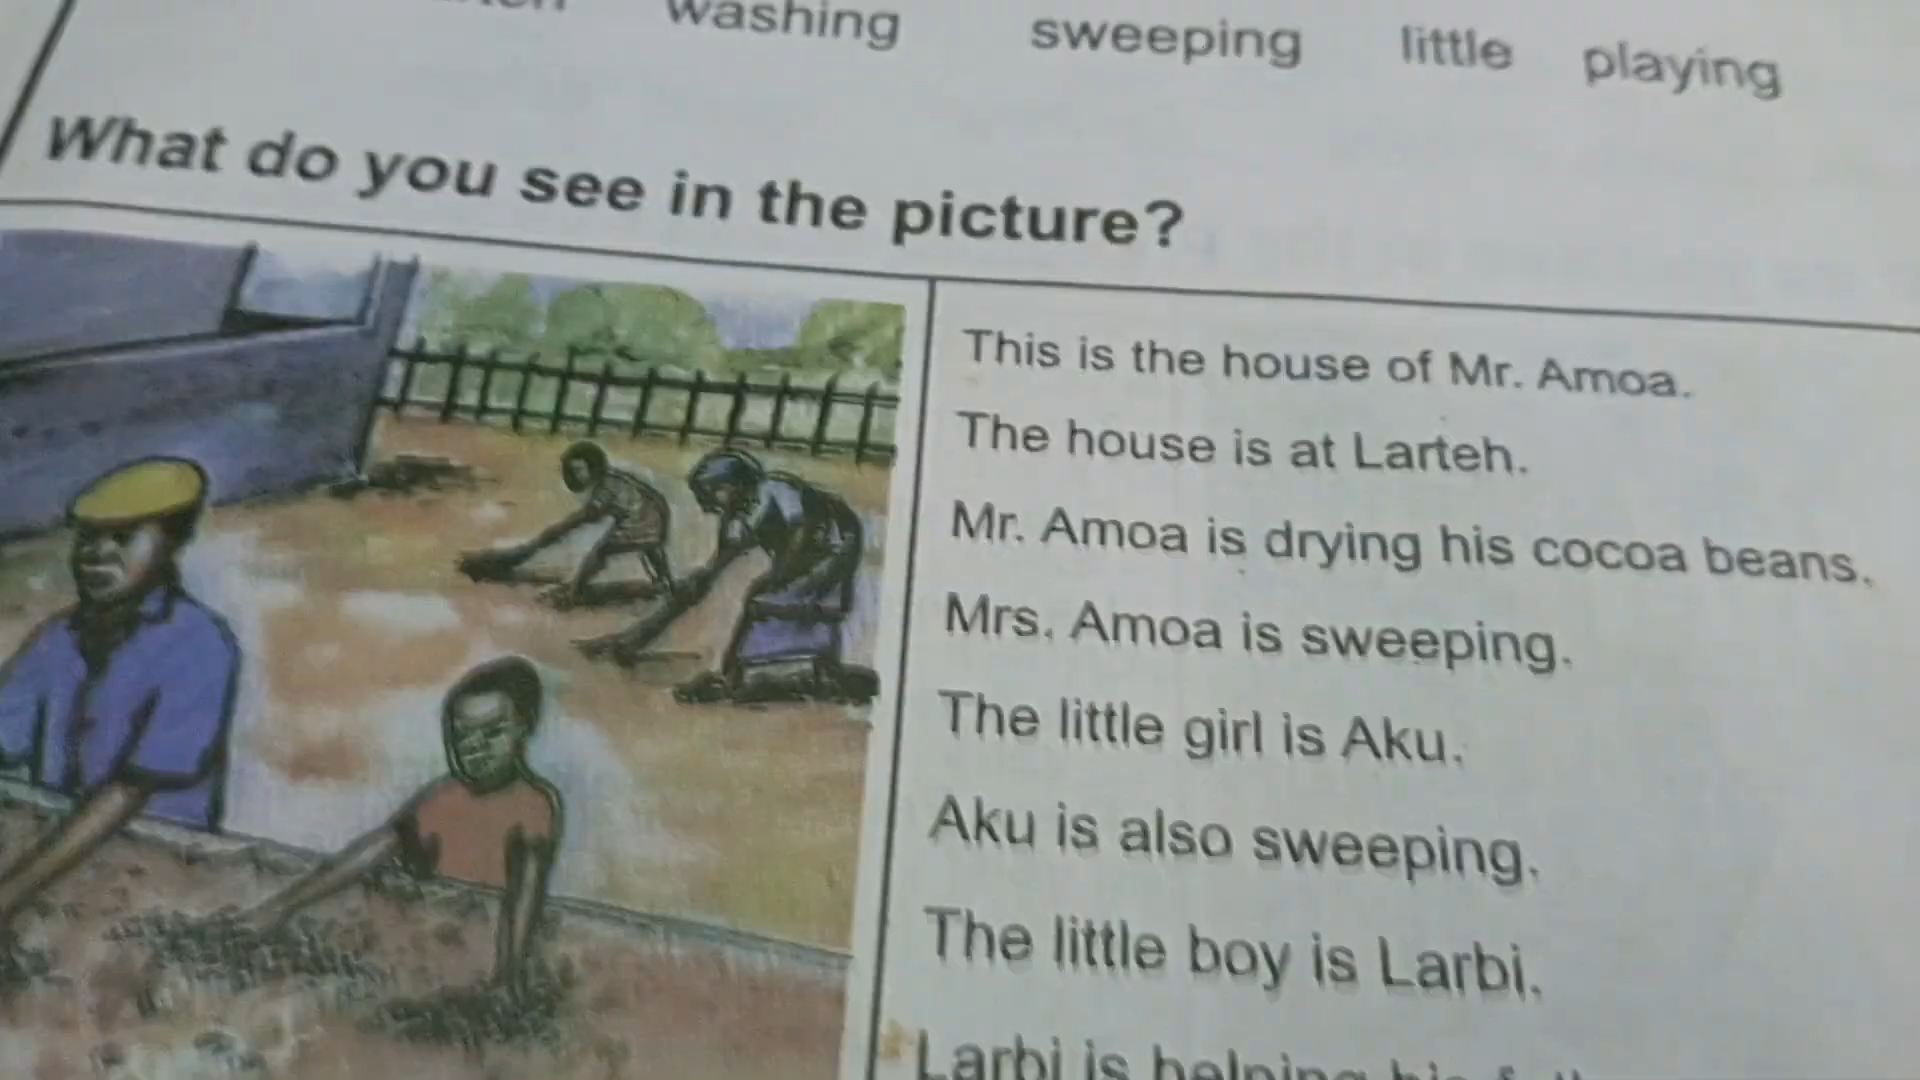 washing sweeping little playing
What do you see in the picture?
This is the house of Mr. Amoa.
The house is at Larteh.
Mr. Amoa is drying his cocoa beans.
Mrs. Amoa is sweeping.
The little girl is Aku.
Aku is also sweeping.
The little boy is Larbi.
Larbi is helping his